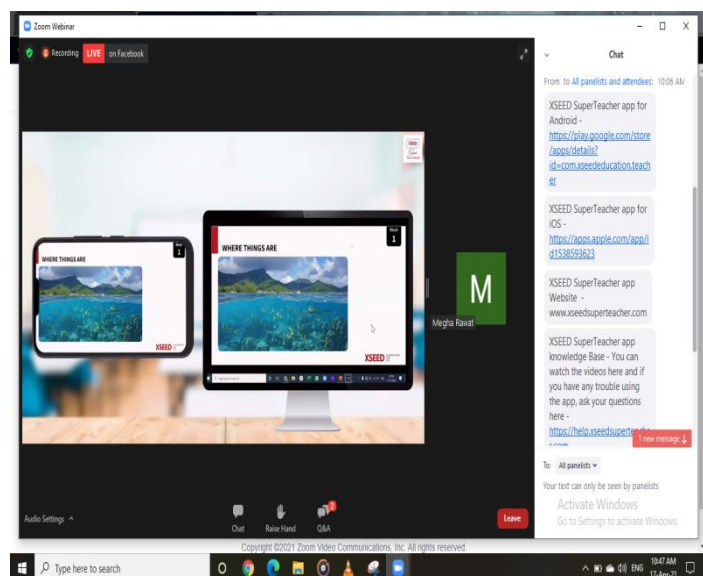 Zoom Webinar
Recording LIVE on Facebook
WHERE THINGS ARE
1
XSEED
WHERE THINGS ARE
1
XSEED
M
Megha Rawat
Chat
From to All panelists and attendees: 10:06 AM
XSEED SuperTeacher app for
Android -
https://play.google.com/store
/apps/details?
id=com.xseededucation.teach
er
XSEED SuperTeacher app for
iOS -
https://apps.apple.com/app/i
d1538593623
XSEED SuperTeacher app
Website -
www.xseedsuperteacher.com
XSEED SuperTeacher app
knowledge Base - You can
watch the videos here and if
you have any trouble using
the app, ask your questions
here -
1 new message
To: All panelists
Your text can only be seen by panelists
Activate Windows
Go to Settings to activate Windows.
Audio Settings
Chat Raise Hand Q&A
2
Leave
Copyright ©2021 Zoom Video Communications, Inc. All rights reserved.
Type here to search
ENG
10:47 AM